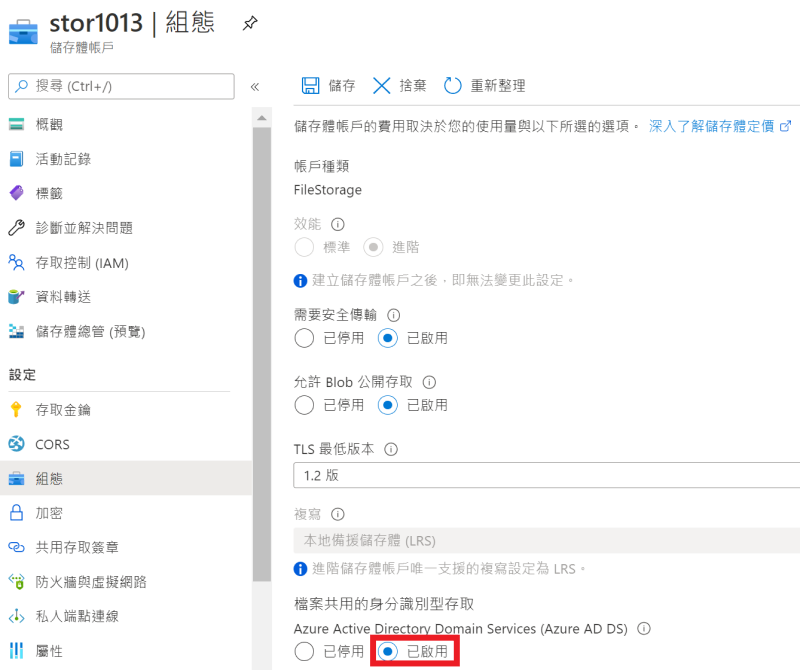 stor1013 | 組態
儲存體帳戶
搜尋 (Ctrl+/)
«
概觀
活動記錄
標籤
診斷並解決問題
存取控制 (IAM)
資料轉送
儲存體總管 (預覽)
設定
存取金鑰
CORS
組態
加密
共用存取簽章
防火牆與虛擬網路
私人端點連線
屬性
儲存 捨棄 重新整理
儲存體帳戶的費用取決於您的使用量與以下所選的選項。 深入了解儲存體定價
帳戶種類
FileStorage
效能
標準 進階
建立儲存體帳戶之後，即無法變更此設定。
需要安全傳輸
已停用 已啟用
允許 Blob 公開存取
已停用 已啟用
TLS 最低版本
1.2 版
複寫
本地備援儲存體 (LRS)
進階儲存體帳戶唯一支援的複寫設定為 LRS。
檔案共用的身分識別型存取
Azure Active Directory Domain Services (Azure AD DS)
已停用 已啟用